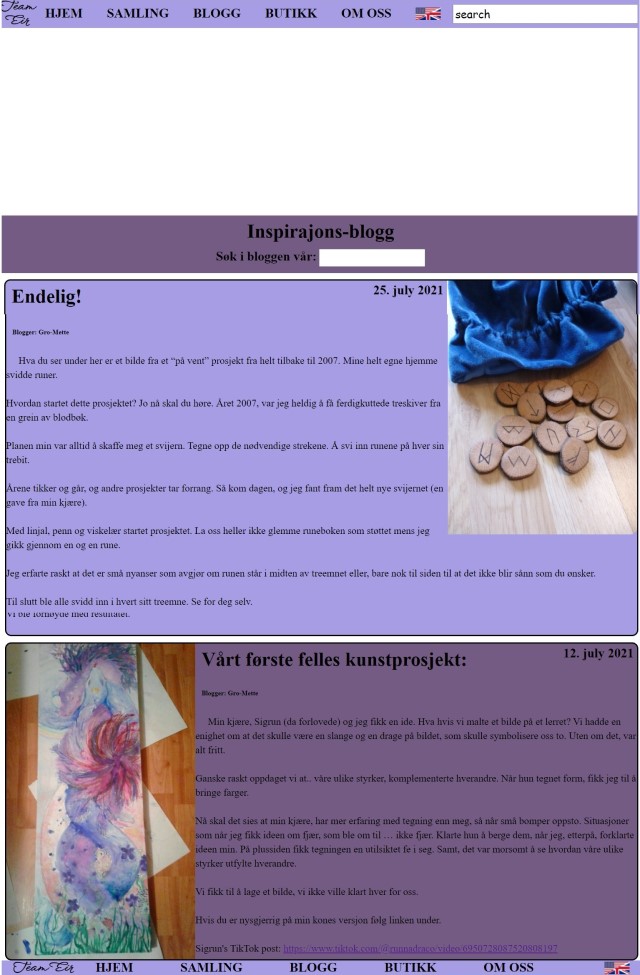 Team
Eir
HJEM SAMLING BLOGG BUTIKK OM OSS search
Inspirajons-blogg
Søk i bloggen vår:
Endelig!
25. july 2021
Blogger: Gro-Mette
Hva du ser under her er et bilde fra et “på vent” prosjekt fra helt tilbake til 2007. Mine helt egne hjemme
svidde runer.
Hvordan startet dette prosjektet? Jo nå skal du høre. Året 2007, var jeg heldig å få ferdigkuttede treskiver fra
en grein av blodbøk.
Planen min var alltid å skaffe meg et svijern. Tegne opp de nødvendige strekene. Å svi inn runene på hver sin
trebit.
Årene tikker og går, og andre prosjekter tar forrang. Så kom dagen, og jeg fant fram det helt nye svijernet (en
gave fra min kjære).
Med linjal, penn og viskelær startet prosjektet. La oss heller ikke glemme runeboken som støttet mens jeg
gikk gjennom en og en rune.
Jeg erfarte raskt at det er små nyanser som avgjør om runen står i midten av treemnet eller, bare nok til siden til at det ikke blir sånn som du ønsker.
Til slutt ble alle svidd inn i hvert sitt treemne. Se for deg selv.
Vi ble fornøyde med resultatet.
Vårt første felles kunstprosjekt:
12. july 2021
Blogger: Gro-Mette
Min kjære, Sigrun (da forlovede) og jeg fikk en ide. Hva hvis vi malte et bilde på et lerret? Vi hadde en
enighet om at det skulle være en slange og en drage på bildet, som skulle symbolisere oss to. Uten om det, var
alt fritt.
Ganske raskt oppdaget vi at.. våre ulike styrker, komplementerte hverandre. Når hun tegnet form, fikk jeg til å
bringe farger.
Nå skal det sies at min kjære, har mer erfaring med tegning enn meg, så når små bømper oppsto. Situasjoner
som når jeg fikk ideen om fjær, som ble om til … ikke fjær. Klarte hun å berge dem, når jeg, etterpå, forklarte
ideen min. På plussiden fikk tegningen en utilsiktet fe i seg. Samt, det var morsomt å se hvordan våre ulike
styrker utfylte hverandre.
Vi fikk til å lage et bilde, vi ikke ville klart hver for oss.
Hvis du er nysgjerrig på min kones versjon følg linken under.
Sigrun's TikTok post: https://www.tiktok.com/@runnadraco/video/6950728087520808197
Team Eir HJEM SAMLING BLOGG BUTIKK OM OSS